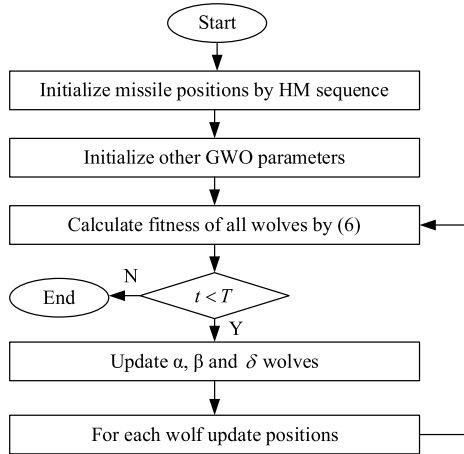 Start
Initialize missile positions by HM sequence
Initialize other GWO parameters
Calculate fitness of all wolves by (6)
N
End
t < T
Y
Update α, β and δ wolves
For each wolf update positions